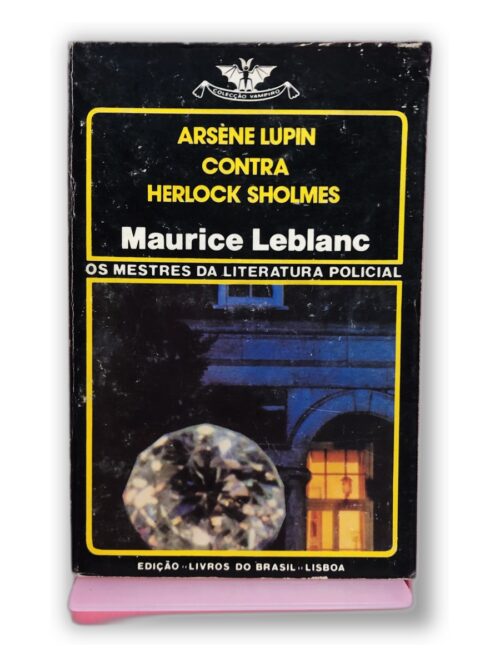 COLECÇÃO VAMPIRO
ARSÈNE LUPIN
CONTRA
HERLOCK SHOLMES
Maurice Leblanc
OS MESTRES DA LITERATURA POLICIAL
EDIÇÃO «LIVROS DO BRASIL» LISBOA